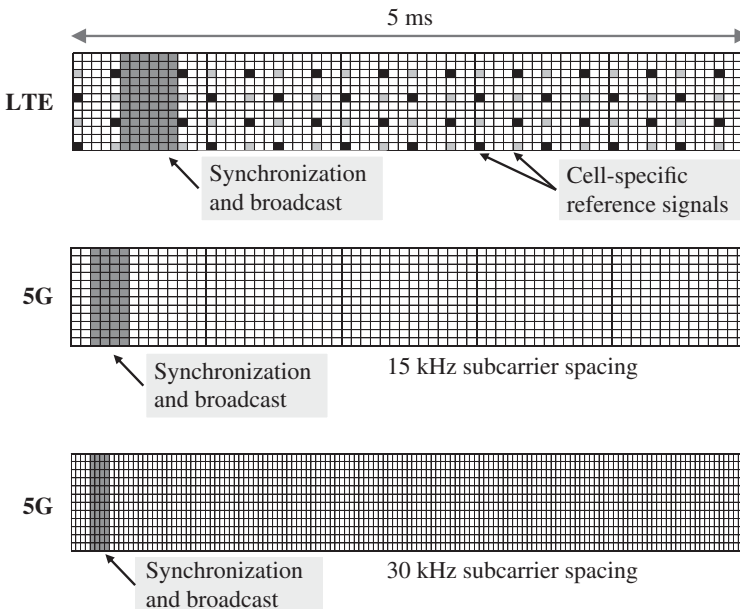 5 ms
LTE
Synchronization
and broadcast
Cell-specific
reference signals
5G
Synchronization
and broadcast
15 kHz subcarrier spacing
5G
Synchronization
and broadcast
30 kHz subcarrier spacing